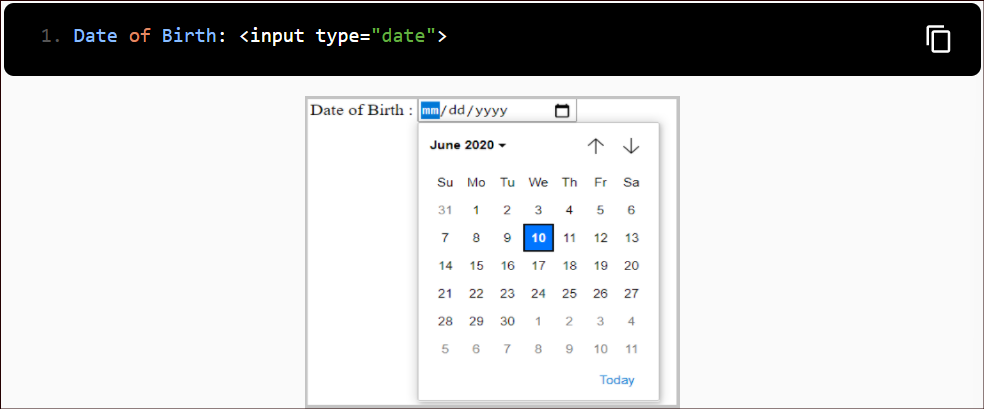 1. Date of Birth: <input type="date">
Date of Birth : mm/dd/yyyy
June 2020
Su Mo Tu We Th Fr Sa
31 1 2 3 4 5 6
7 8 9 10 11 12 13
14 15 16 17 18 19 20
21 22 23 24 25 26 27
28 29 30 1 2 3 4
5 6 7 8 9 10 11
Today